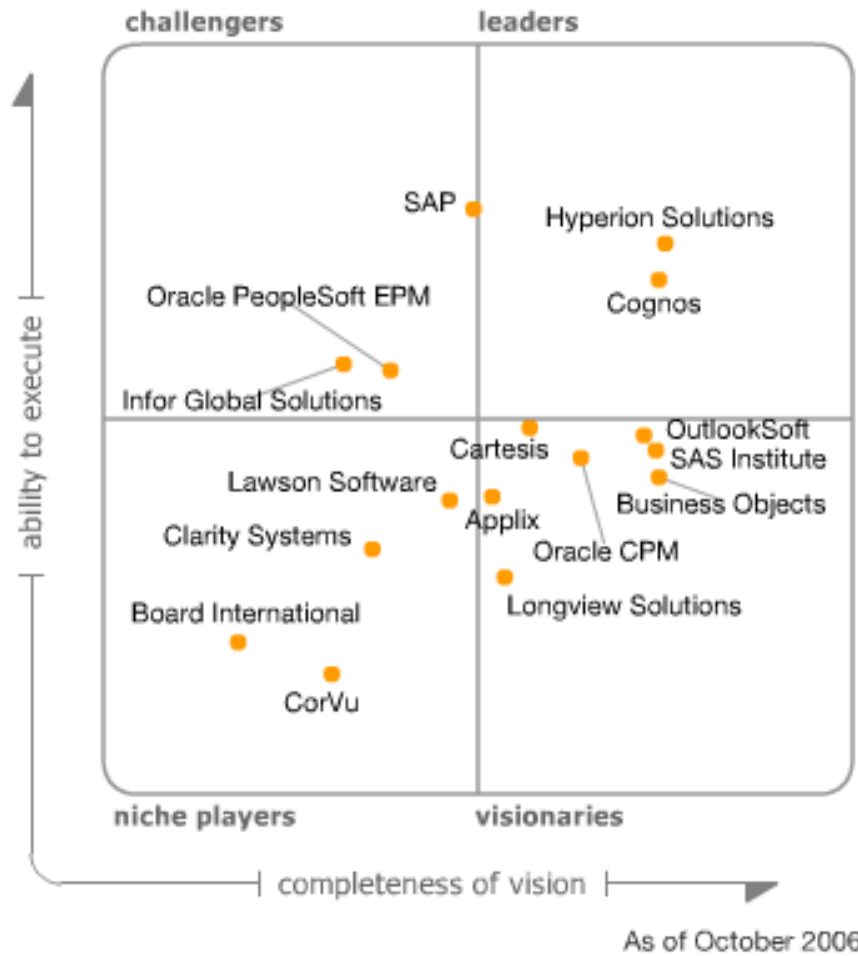 challengers
leaders
SAP
Hyperion Solutions
Cognos
Oracle PeopleSoft EPM
Infor Global Solutions
ability to execute
Cartesis
OutlookSoft
SAS Institute
Lawson Software
Business Objects
Applix
Clarity Systems
Oracle CPM
Board International
Longview Solutions
CorVu
niche players
visionaries
completeness of vision
As of October 2006